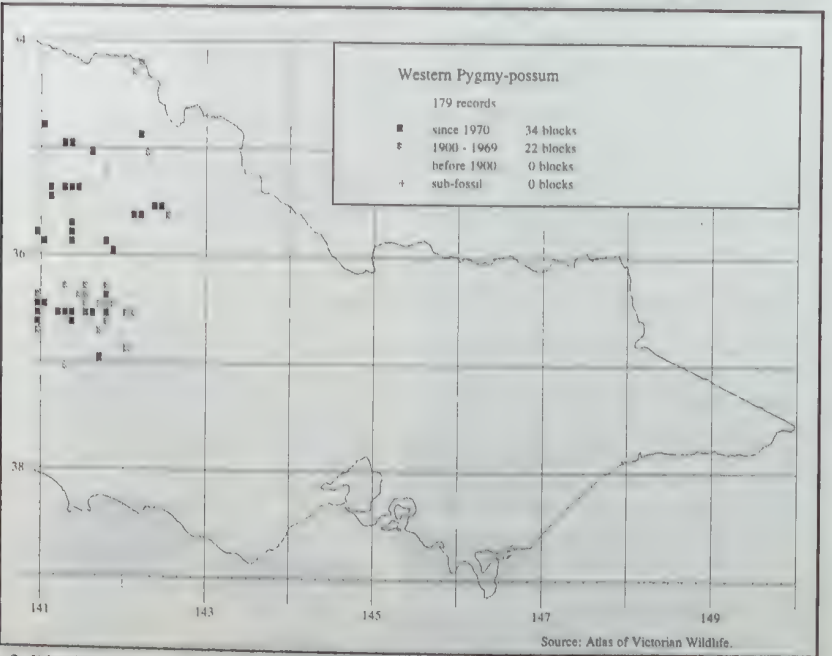 34
Western Pygmy-possum
179 records
since 1970 34 blocks
1900 - 1969 22 blocks
before 1900 0 blocks
sub-fossil 0 blocks
36
38
141 143 145 147 149
Source: Atlas of Victorian Wildlife.